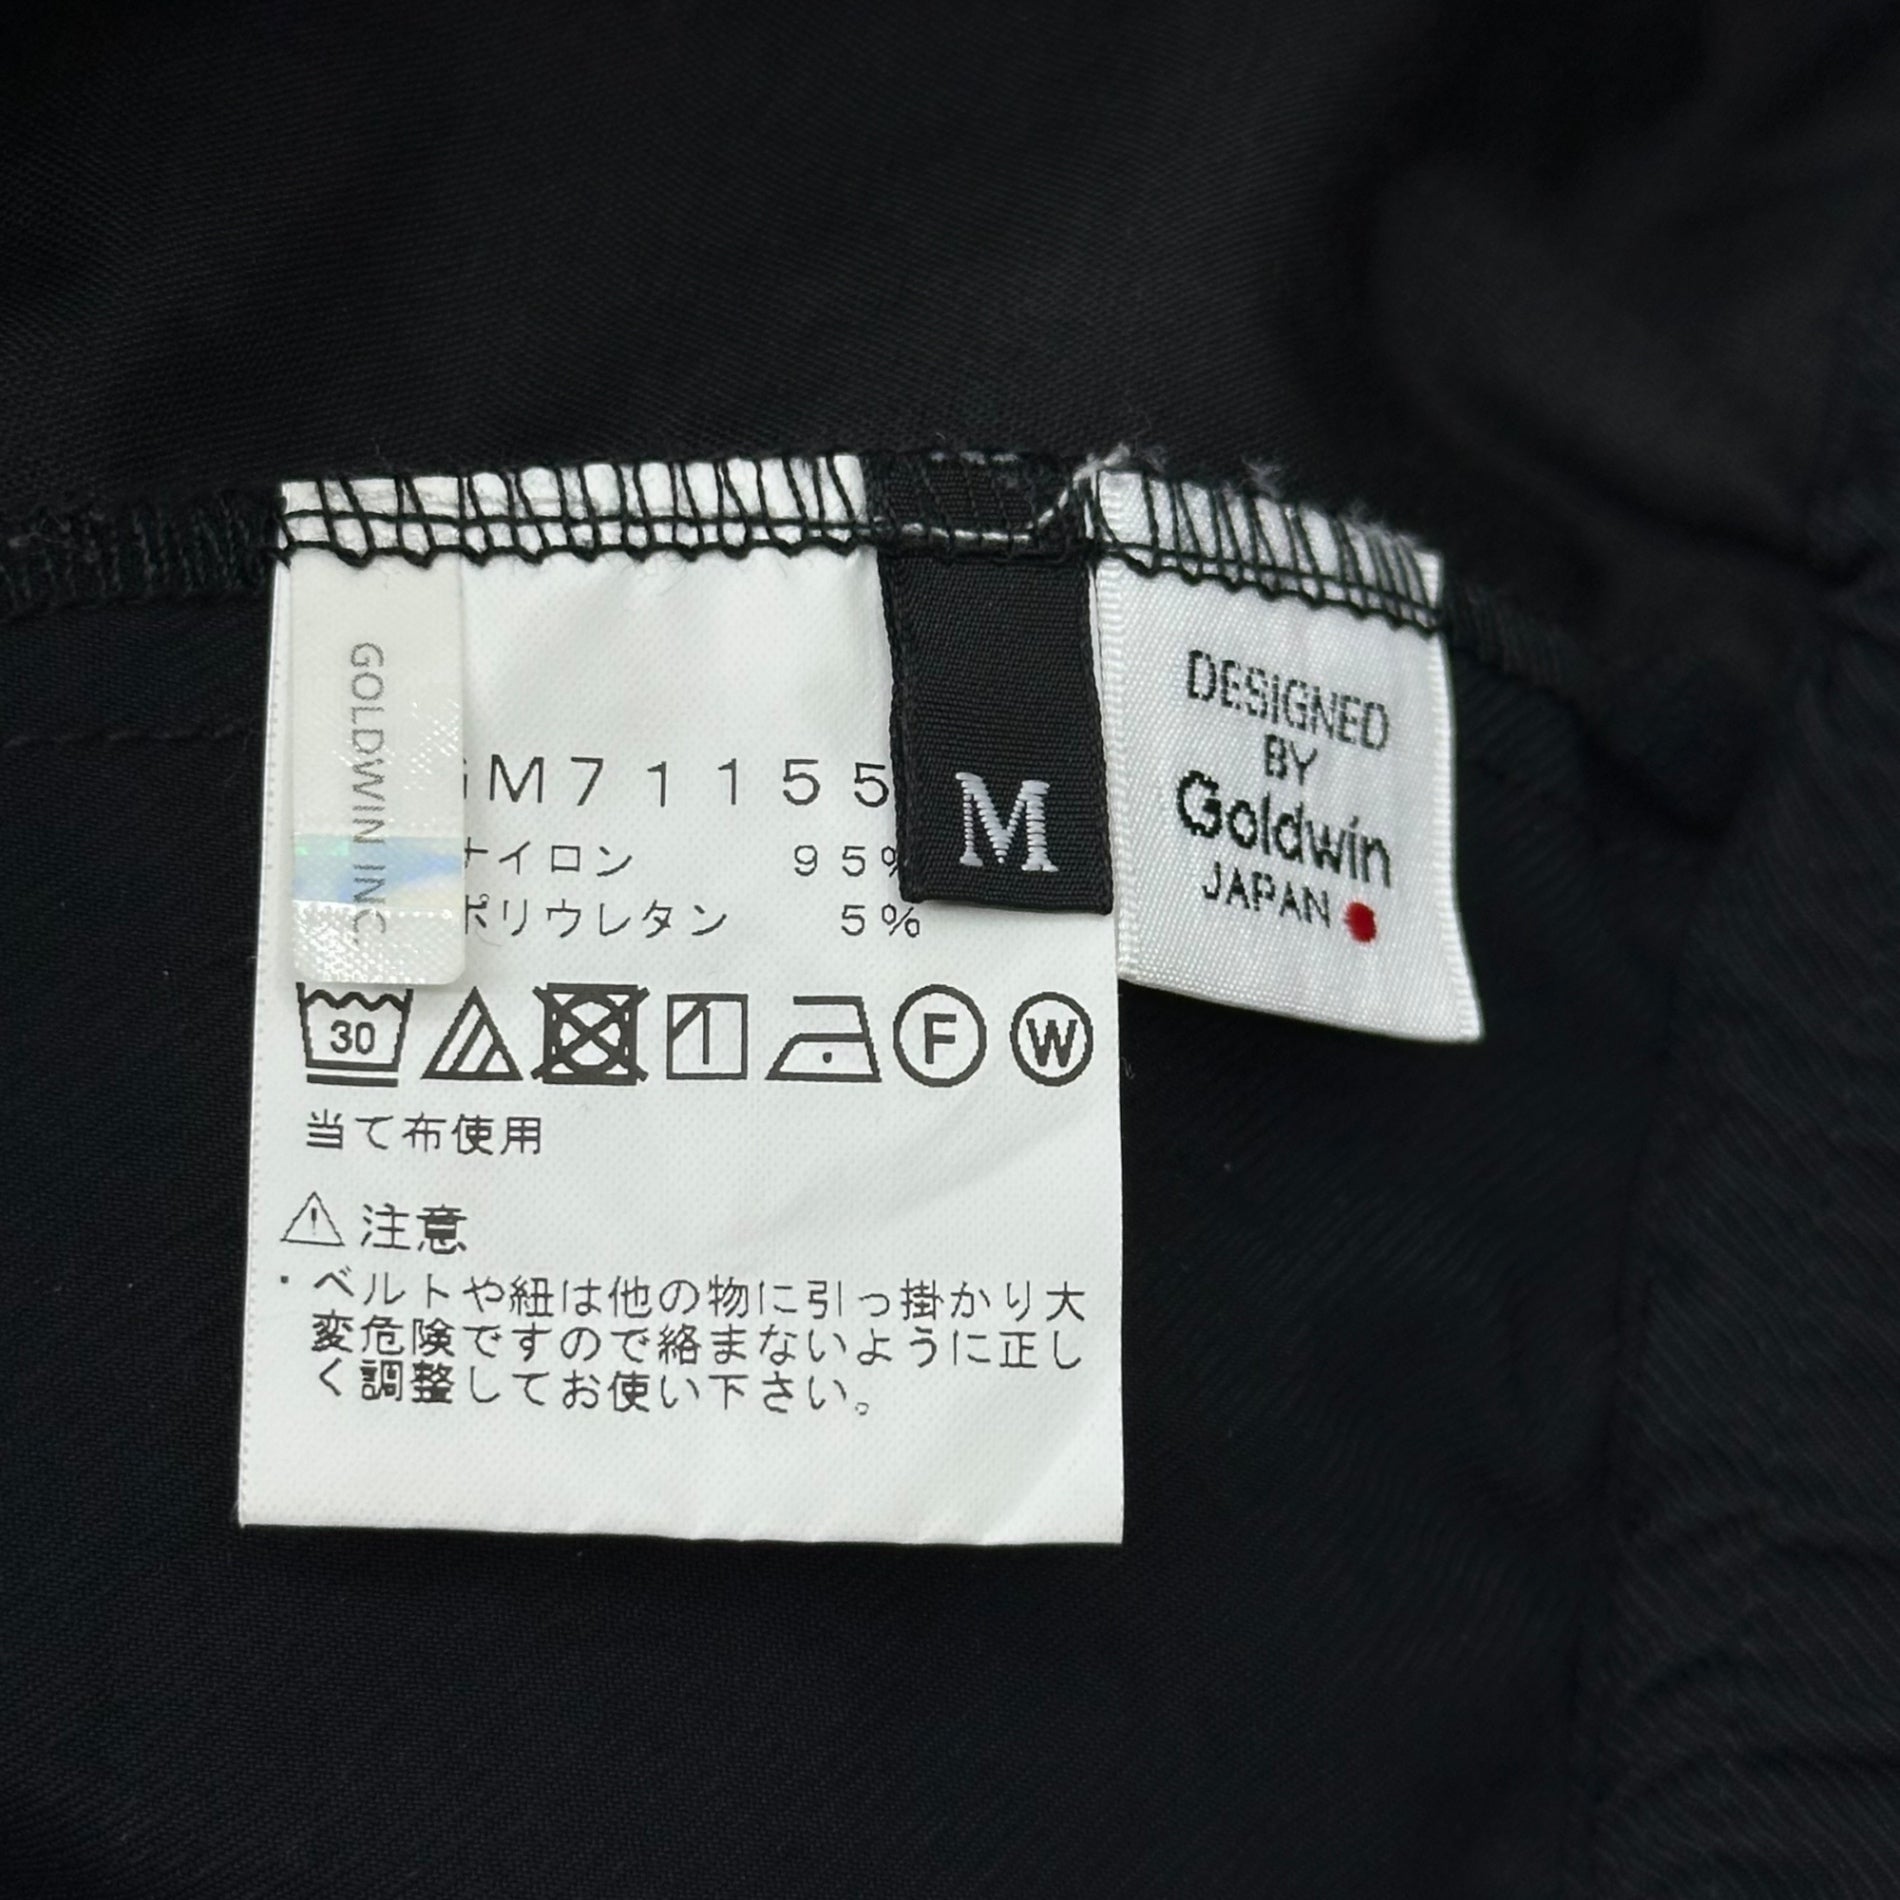 GOLDWIN INC.
GM71155
ナイロン 95%
ポリウレタン 5%
30
F
W
当て布使用
注意
・ベルトや紐は他の物に引っ掛かり大
変危険ですので絡まないように正し
く調整してお使い下さい。
M
DESIGNED
BY
Goldwin
JAPAN